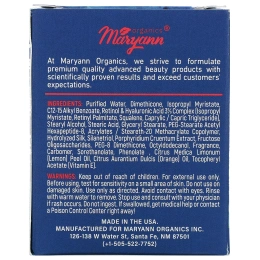 organics
Maryann
At Maryann Organics, we strive to formulate
premium quality advanced beauty products with
scientifically proven results and exceed customers'
expectations.
INGREDIENTS: Purified Water, Dimethicone, Isopropyl Myristate,
C12-15 Alkyl Benzoate, Retinol & Hyaluronic Acid 3% Complex (Isopropyl
Myristate, Retinyl Palmitate, Squalene, Caprylic / Capric Triglyceride),
Stearyl Alcohol, Stearic Acid, Glyceryl Stearate, PEG-Stearate Acetyl
Hexapeptide-8, Acrylates / Steareth-20 Methacrylate Copolymer,
Hydrolyzed Silk, Silanetriol, Porphyridium Cruentum Extract, Fructose
Oligosaccharides, PEG-8, Dimethicone, Dioleyl, Fragrance,
Carbomer, Sorbitan Phenethyl + Citrus Medica Limonum
(Lemon) Peel Oil, Citrus Aurantium Dulcis (Orange) Oil, Tocopheryl
Acetate (Vitamin E).
WARNINGS: Keep out of reach of children. For external use only.
Before using, test for sensitivity on a small area of skin. Do not use on
damaged skin. Use only as directed. Avoid contact with eyes. Rinse
with warm water to remove. Stop use and consult your physician
if rash occurs. Do not ingest. If swallowed, get medical help or contact
a Poison Control Center right away!
MADE IN THE USA.
MANUFACTURED FOR MARYANN ORGANICS INC.
126-138 W Water St. Santa Fe, NM 87501
(+1-505-522-7752)